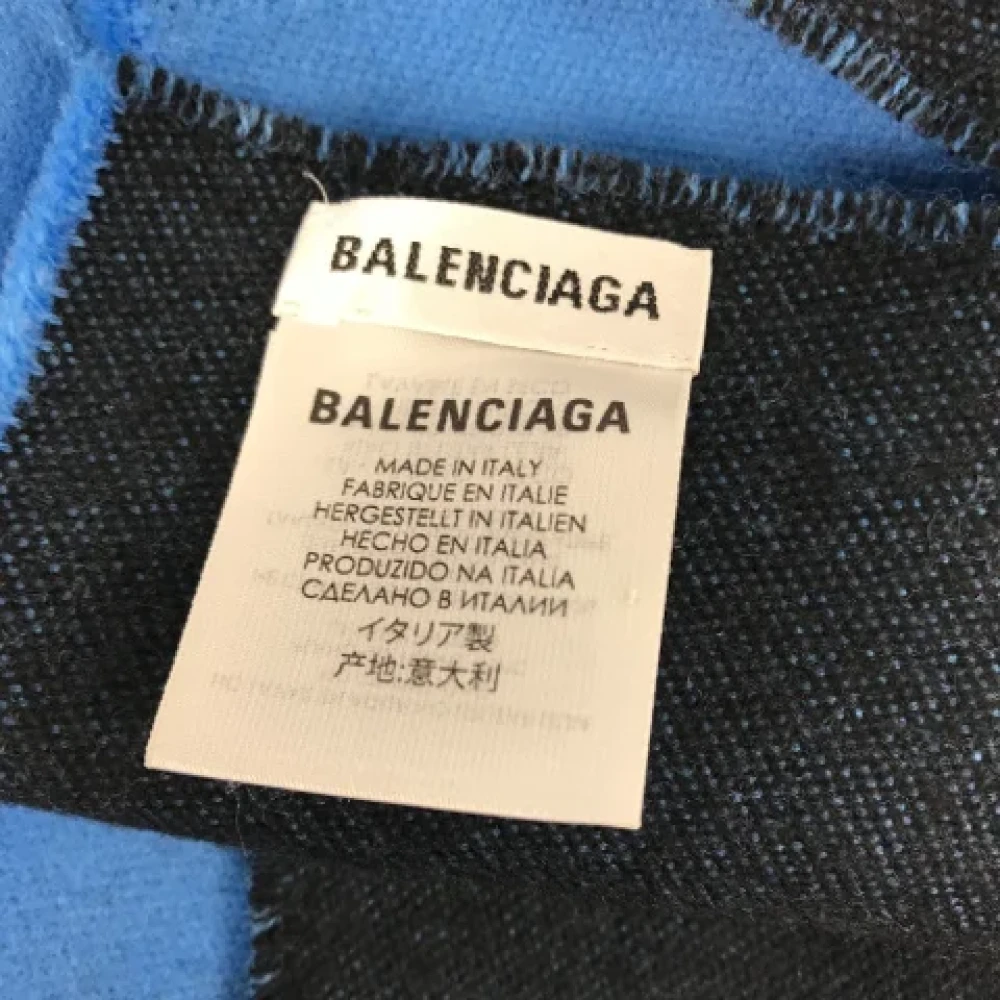 BALENCIAGA
BALENCIAGA
MADE IN ITALY
FABRIQUE EN ITALIE
HERGESTELLT IN ITALIEN
HECHO EN ITALIA
PRODUZIDO NA ITALIA
СДЕЛАНО В ИТАЛИИ
イタリア製
产地:意大利